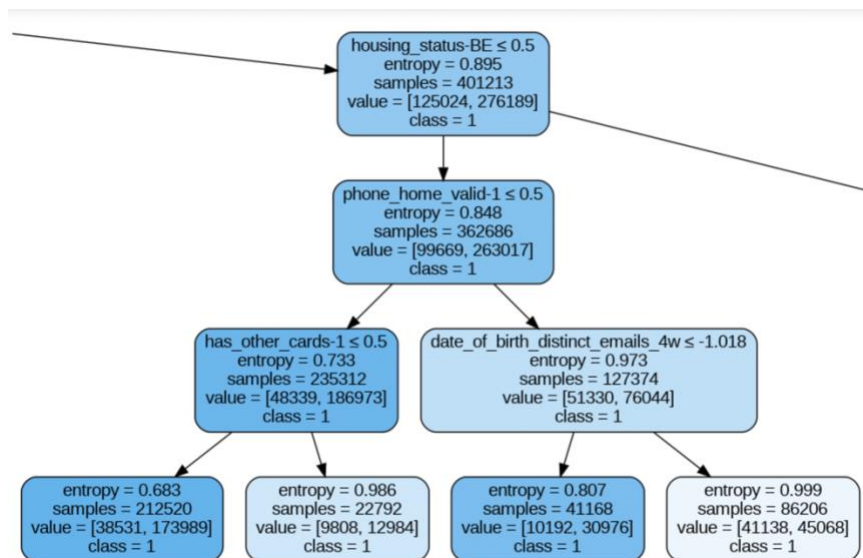 housing_status-BE ≤ 0.5
entropy = 0.895
samples = 401213
value = [125024, 276189]
class = 1
phone_home_valid-1 ≤ 0.5
entropy = 0.848
samples = 362686
value = [99669, 263017]
class = 1
has_other_cards-1 ≤ 0.5
entropy = 0.733
samples = 235312
value = [48339, 186973]
class = 1
date_of_birth_distinct_emails_4w ≤ -1.018
entropy = 0.973
samples = 127374
value = [51330, 76044]
class = 1
entropy = 0.683
samples = 212520
value = [38531, 173989]
class = 1
entropy = 0.986
samples = 22792
value = [9808, 12984]
class = 1
entropy = 0.807
samples = 41168
value = [10192, 30976]
class = 1
entropy = 0.999
samples = 86206
value = [41138, 45068]
class = 1